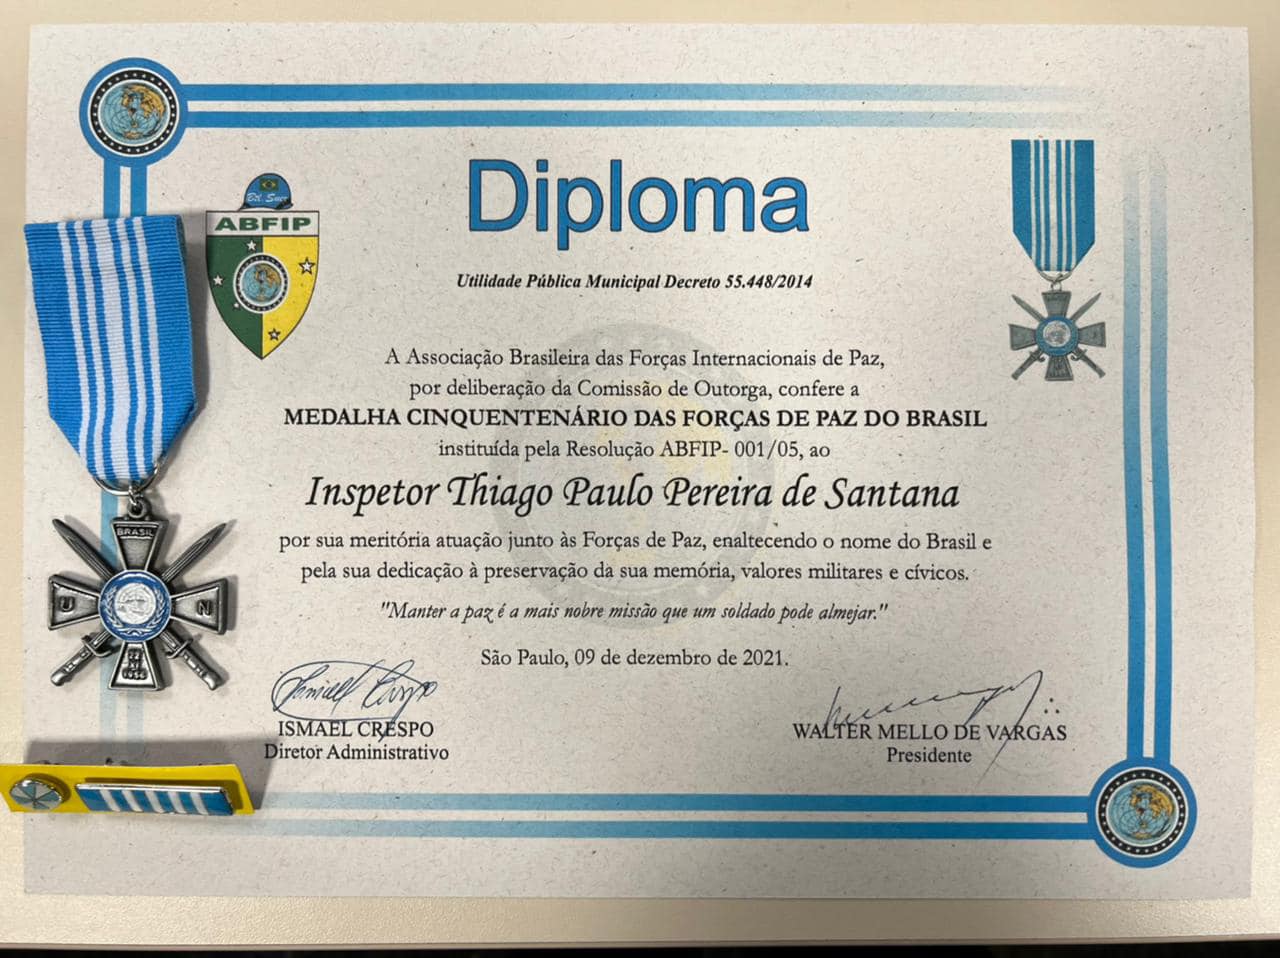 Diploma
Btl. Suez
ABFIP
Utilidade Pública Municipal Decreto 55.448/2014
A Associação Brasileira das Forças Internacionais de Paz,
por deliberação da Comissão de Outorga, confere a
MEDALHA CINQUENTENÁRIO DAS FORÇAS DE PAZ DO BRASIL
instituída pela Resolução ABFIP- 001/05, ao
Inspetor Thiago Paulo Pereira de Santana
por sua meritória atuação junto às Forças de Paz, enaltecendo o nome do Brasil e
pela sua dedicação à preservação da sua memória, valores militares e cívicos.
"Manter a paz é a mais nobre missão que um soldado pode almejar."
São Paulo, 09 de dezembro de 2021.
BRASIL
U N
1956
ISMAEL CRESPO
Diretor Administrativo
WALTER MELLO DE VARGAS
Presidente